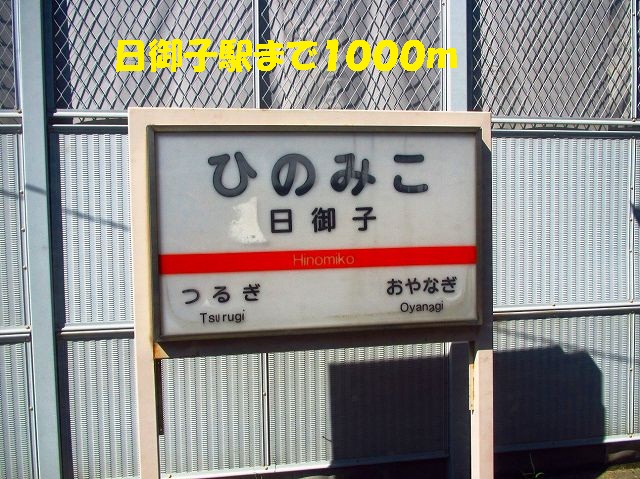 日御子駅まで1000m
ひのみこ
日御子
Hinomiko
つるぎ おやなぎ
Tsurugi Oyanagi